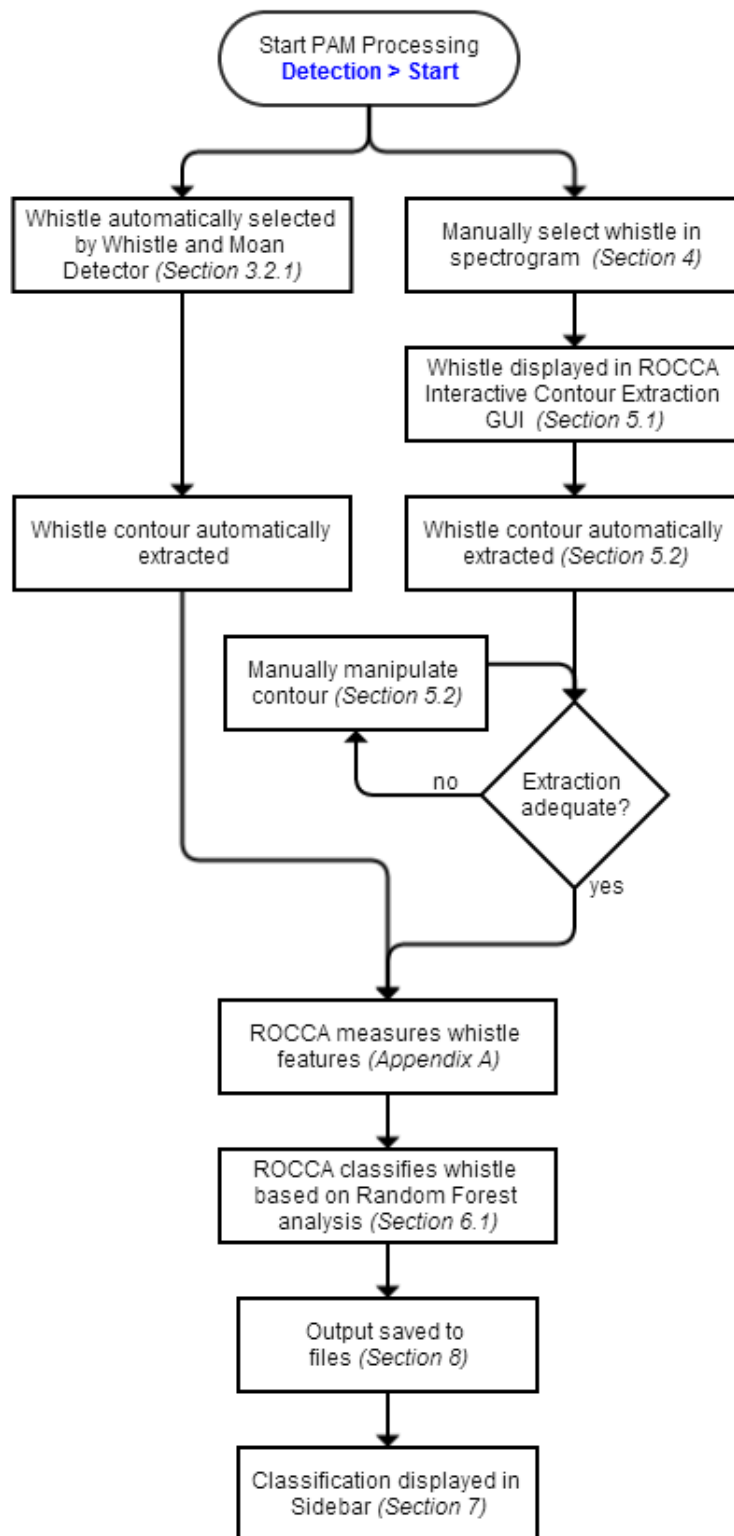 Start PAM Processing
Detection > Start
Whistle automatically selected
by Whistle and Moan
Detector (Section 3.2.1)
Manually select whistle in
spectrogram (Section 4)
Whistle displayed in ROCCA
Interactive Contour Extraction
GUI (Section 5.1)
Whistle contour automatically
extracted
Whistle contour automatically
extracted (Section 5.2)
Manually manipulate
contour (Section 5.2)
no
Extraction
adequate?
yes
ROCCA measures whistle
features (Appendix A)
ROCCA classifies whistle
based on Random Forest
analysis (Section 6.1)
Output saved to
files (Section 8)
Classification displayed in
Sidebar (Section 7)